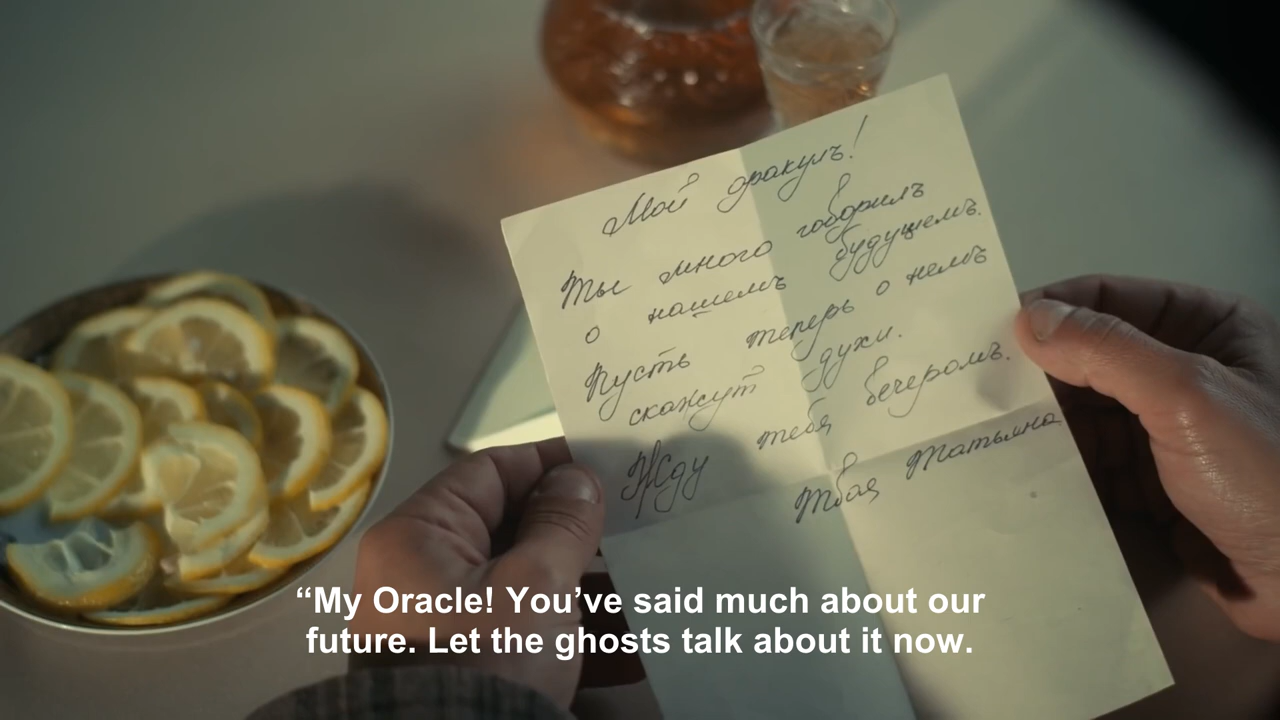 Мой оракулъ!
Ты много говорилъ
о нашемъ будущемъ.
Пусть теперь о немъ
скажут духи.
Жду тебя вечеромъ.
Твоя Татьяна
“My Oracle! You’ve said much about our
future. Let the ghosts talk about it now.